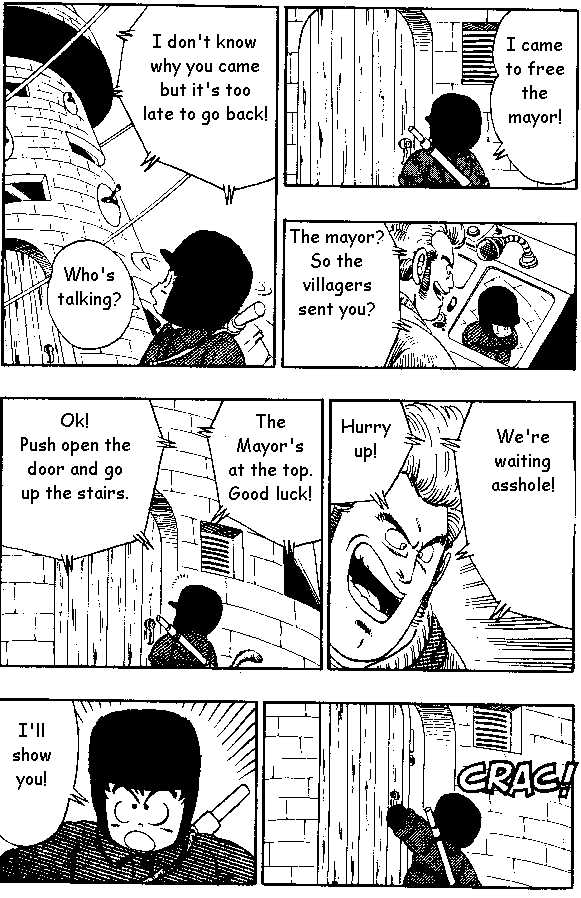 I don't know
why you came
but it's too
late to go back!
Who's
talking?
I came
to free
the
mayor!
The mayor?
So the
villagers
sent you?
Ok!
Push open the
door and go
up the stairs.
The
Mayor's
at the top.
Good luck!
Hurry
up!
We're
waiting
asshole!
I'll
show
you!
CRAC!